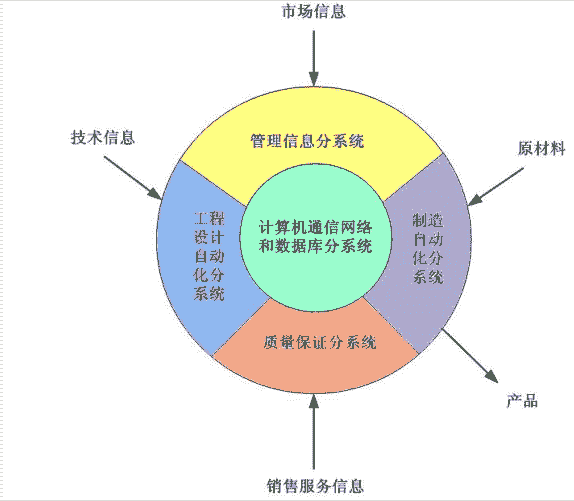 市场信息
技术信息
管理信息分系统
原材料
工程
设计
自动
化分
系统
计算机通信网络
和数据库分系统
制造
自动
化分
系统
质量保证分系统
产品
销售服务信息